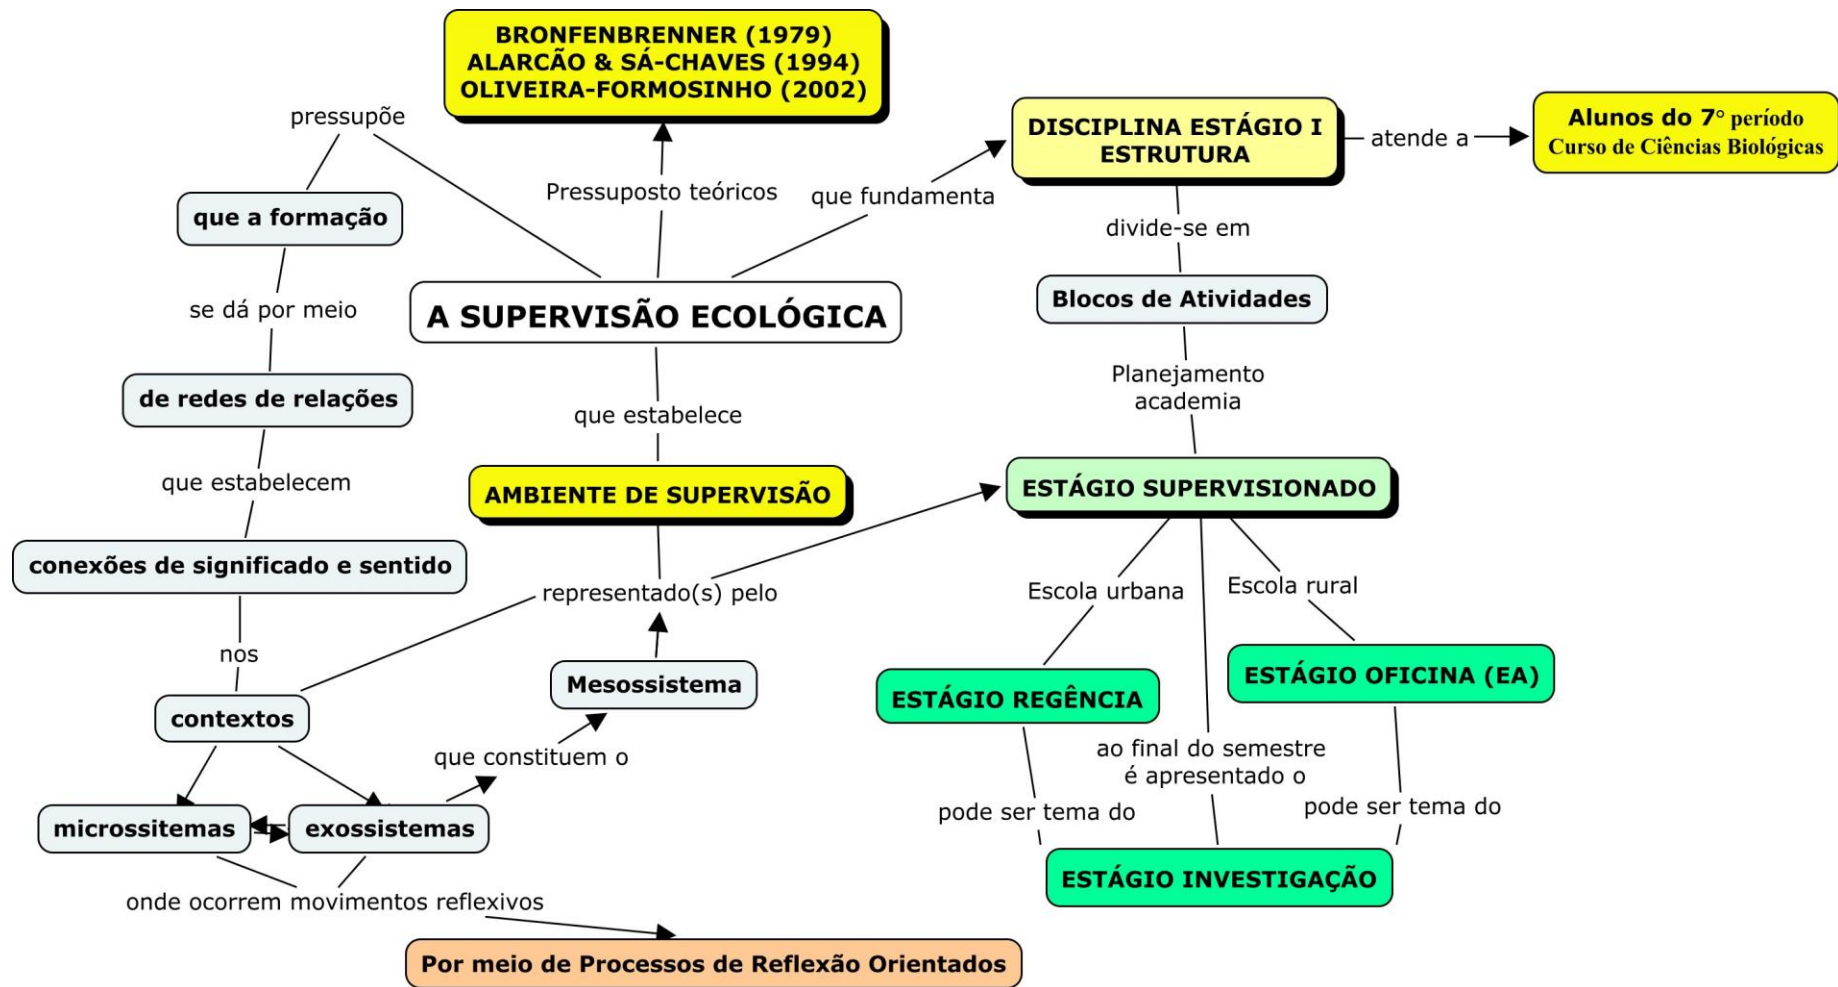 BRONFENBRENNER (1979)
ALARCÃO & SÁ-CHAVES (1994)
OLIVEIRA-FORMOSINHO (2002)
pressupõe
DISCIPLINA ESTÁGIO I
ESTRUTURA
atende a
Alunos do 7° período
Curso de Ciências Biológicas
Pressuposto teóricos
que fundamenta
que a formação
divide-se em
se dá por meio
A SUPERVISÃO ECOLÓGICA
Blocos de Atividades
de redes de relações
Planejamento
academia
que estabelece
que estabelecem
AMBIENTE DE SUPERVISÃO
ESTÁGIO SUPERVISIONADO
conexões de significado e sentido
representado(s) pelo
Escola urbana
Escola rural
nos
Mesossistema
ESTÁGIO REGÊNCIA
ESTÁGIO OFICINA (EA)
contextos
que constituem o
ao final do semestre
é apresentado o
microssitemas
exossistemas
pode ser tema do
pode ser tema do
ESTÁGIO INVESTIGAÇÃO
onde ocorrem movimentos reflexivos
Por meio de Processos de Reflexão Orientados